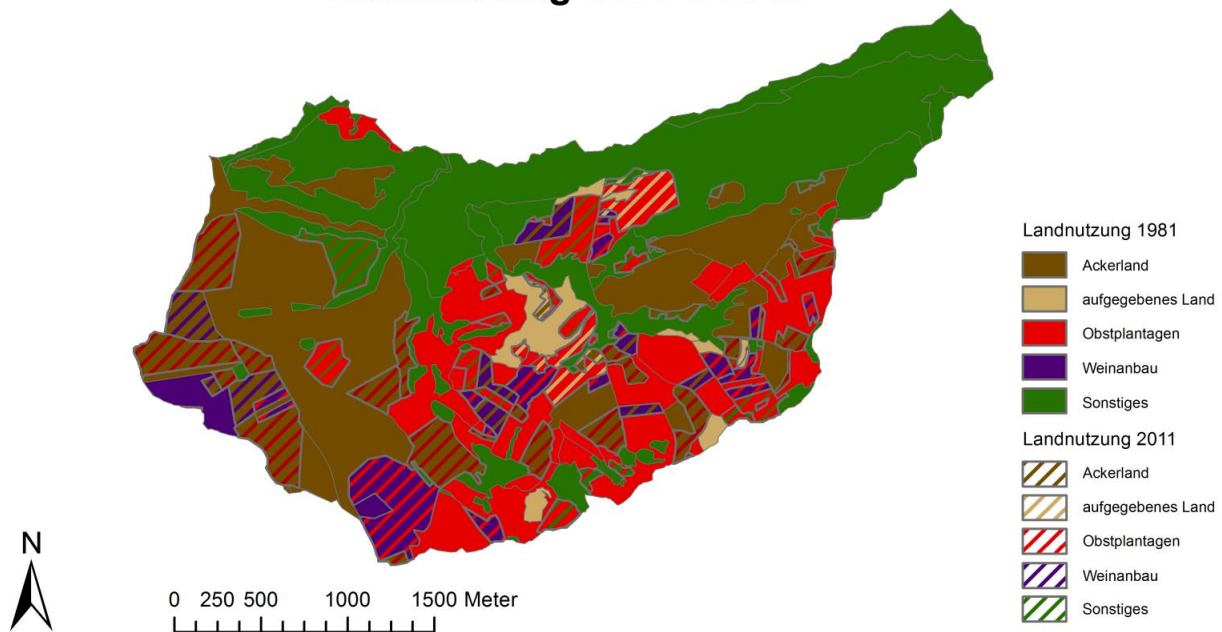 Landnutzung 1981
Ackerland
aufgegebenes Land
Obstplantagen
Weinanbau
Sonstiges
Landnutzung 2011
Ackerland
aufgegebenes Land
Obstplantagen
Weinanbau
Sonstiges
N
0 250 500 1000 1500 Meter